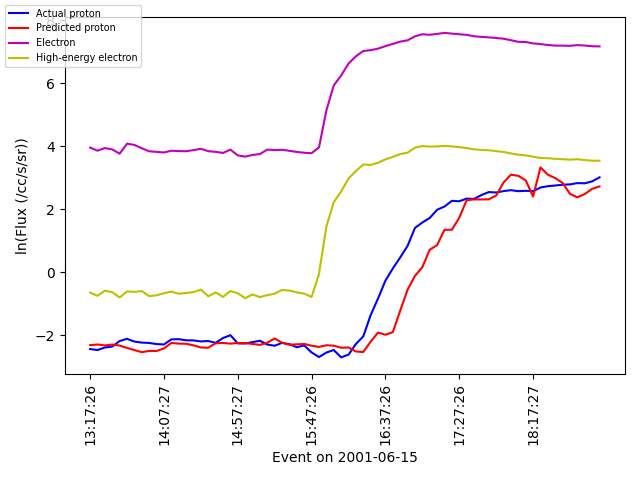 Actual proton
Predicted proton
Electron
High-energy electron
6
4
2
0
−2
ln(Flux (/cc/s/sr))
13:17:26
14:07:27
14:57:27
15:47:26
16:37:26
17:27:26
18:17:27
Event on 2001-06-15